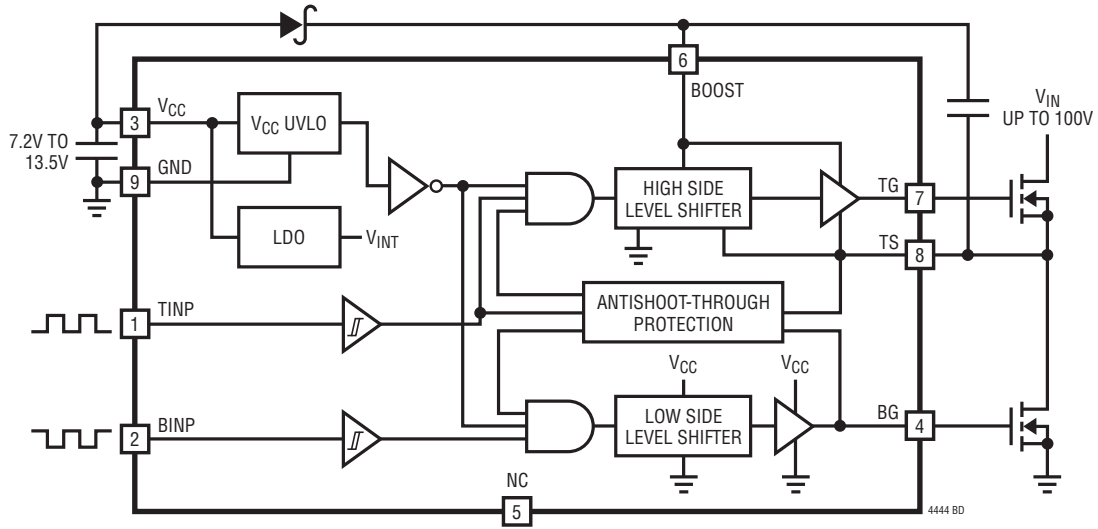 6
BOOST
VIN
UP TO 100V
3
VCC
VCC UVLO
7.2V TO
13.5V
9
GND
HIGH SIDE
LEVEL SHIFTER
TG
7
LDO
VINT
TS
8
ANTISHOOT-THROUGH
PROTECTION
TINP
1
VCC
VCC
BINP
2
LOW SIDE
LEVEL SHIFTER
BG
4
NC
5
4444 BD